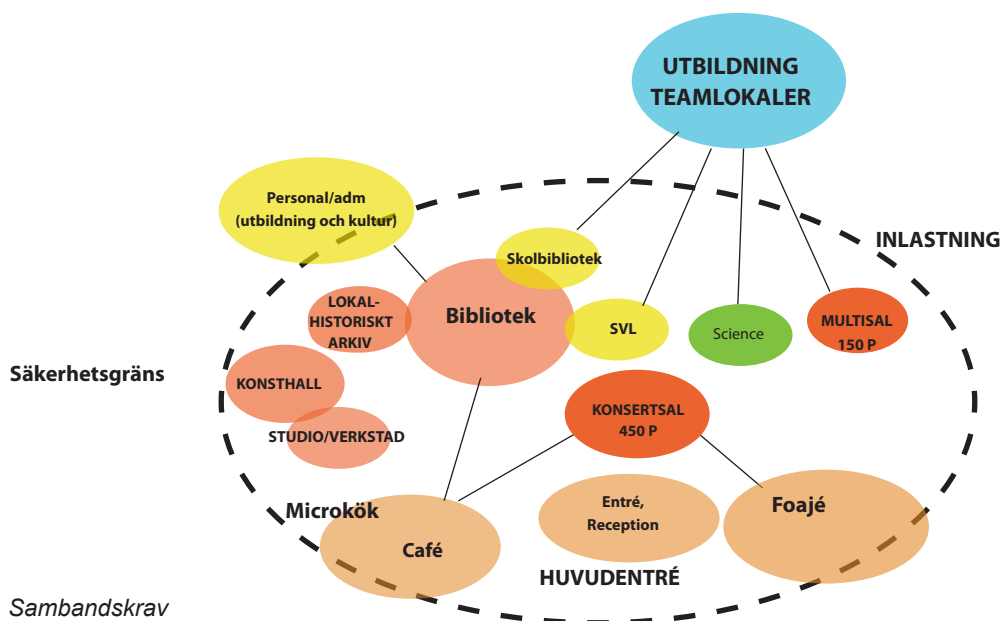 UTBILDNING
TEAMLOKALER
Personal/adm
(utbildning och kultur)
INLASTNING
Skolbibliotek
LOKAL-
HISTORISKT
ARKIV
Bibliotek
SVL
Science
MULTISAL
150 P
Säkerhetsgräns
KONSTHALL
STUDIO/VERKSTAD
KONSERTSAL
450 P
Microkök
Café
Entré,
Reception
Foajé
HUVUDENTRÉ
Sambandskrav